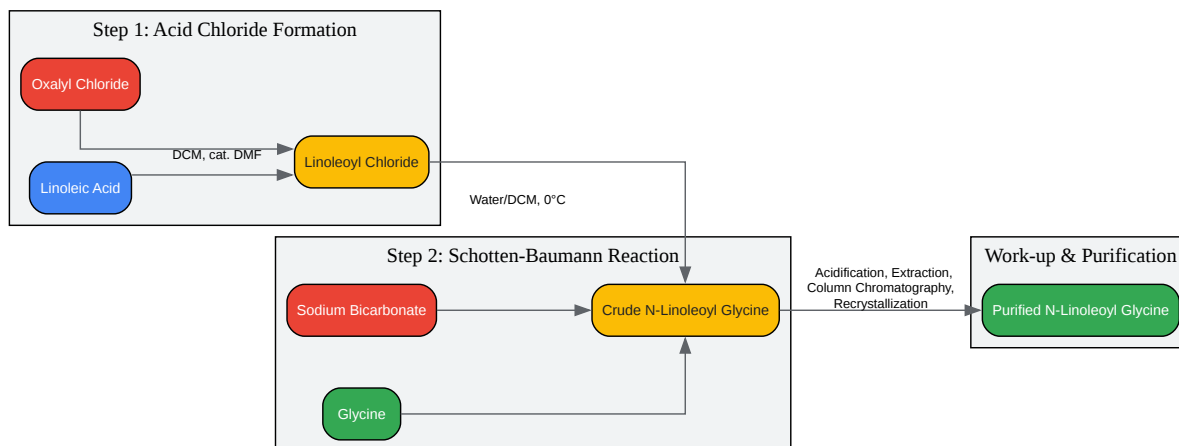 Step 1: Acid Chloride Formation
Oxalyl Chloride
DCM, cat. DMF
Linoleoyl Chloride
Linoleic Acid
Water/DCM, 0°C
Step 2: Schotten-Baumann Reaction
Sodium Bicarbonate
Crude N-Linoleoyl Glycine
Glycine
Acidification, Extraction,
Column Chromatography,
Recrystallization
Work-up & Purification
Purified N-Linoleoyl Glycine